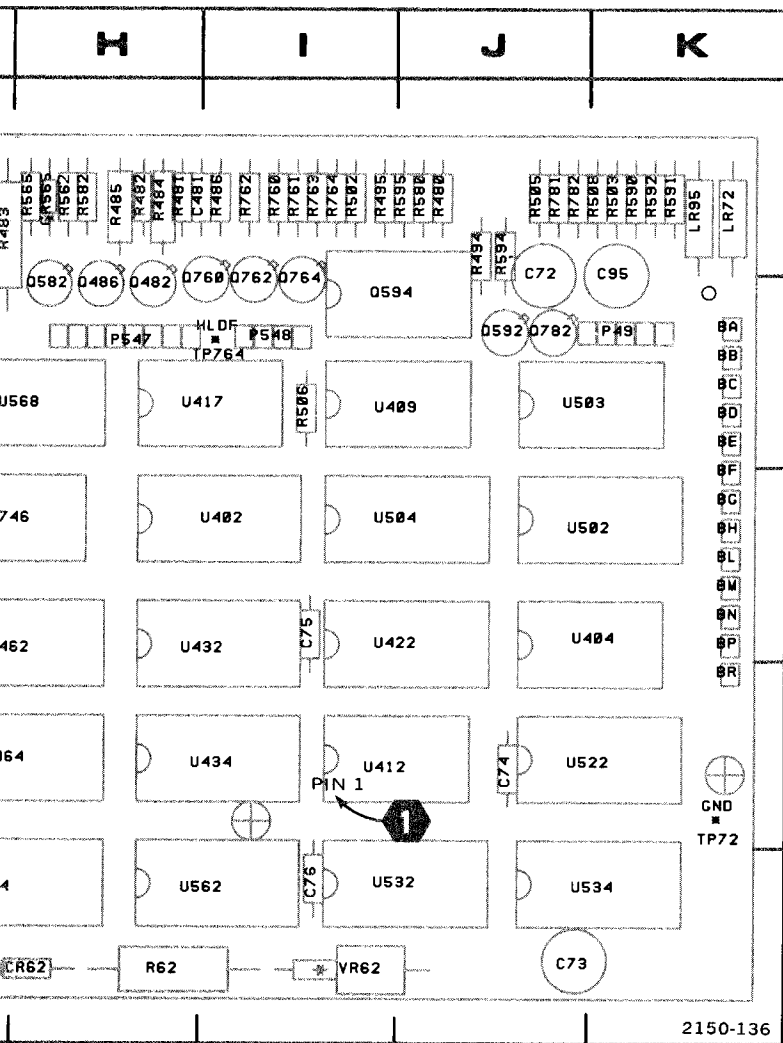 H I J K
R483 R565 CR565 R562 R582 R485 R482 R484 R481 C481 R486 R762 R760 R761 R763 R764 R502 R495 R595 R580 R480 R505 R781 R782 R508 R503 R590 R592 R591 LR95 LR72
R494 R594
Q582 Q486 Q482 Q760 Q762 Q764 Q594 C72 C95
P547 HLDF P548 Q592 Q782 P49 BA
TP764
BB
U568 U417 R506 U409 U503 BC
BD
BE
BF
746 U402 U504 U502 BG
BH
BL
BM
BN
462 U432 C75 U422 U404 BP
BR
064 U434 U412 C74 U522
PIN 1
GND
1
TP72
4 U562 C76 U532 U534
CR62 R62 VR62 C73
2150-136